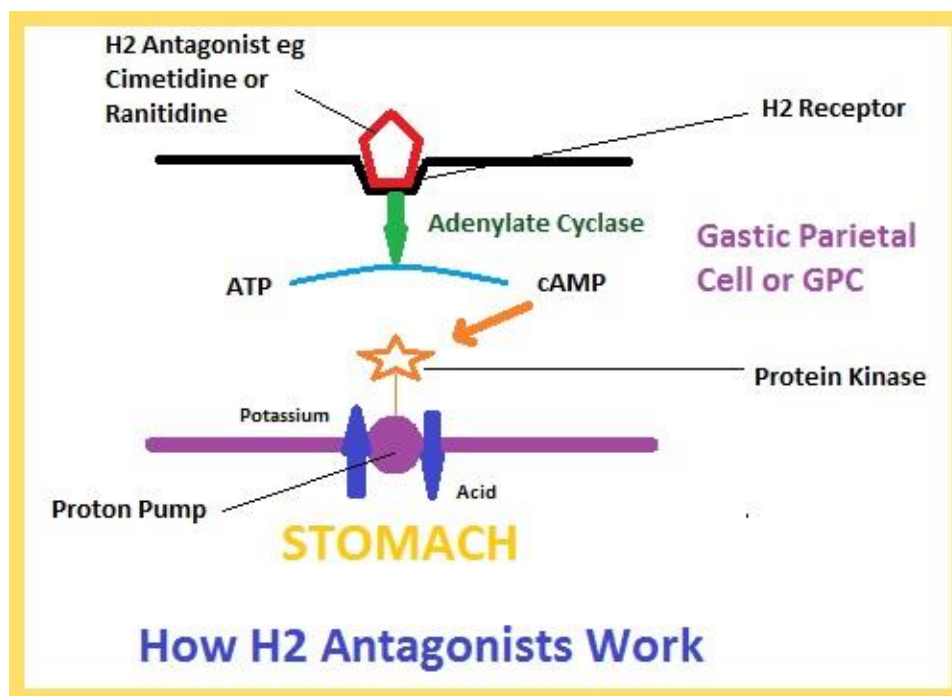 H2 Antagonist eg
Cimetidine or
Ranitidine
H2 Receptor
Adenylate Cyclase
Gastic Parietal
Cell or GPC
ATP
cAMP
Protein Kinase
Potassium
Acid
Proton Pump
STOMACH
How H2 Antagonists Work